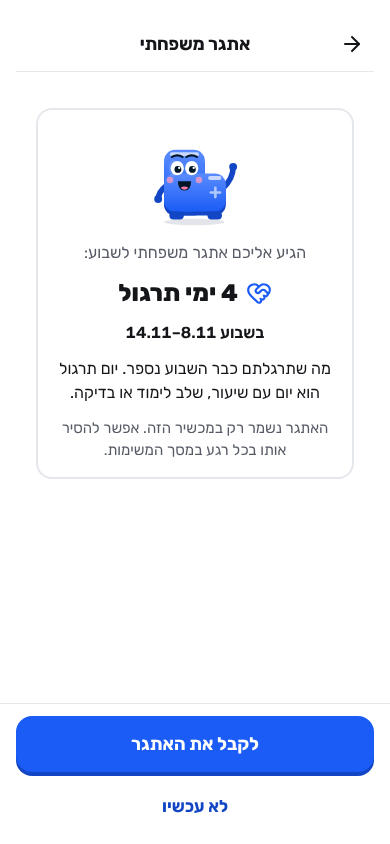 אתגר משפחתי
הגיע אליכם אתגר משפחתי לשבוע:
4 ימי תרגול
בשבוע 8.11–14.11
מה שתרגלתם כבר השבוע נספר. יום תרגול
הוא יום עם שיעור, שלב לימוד או בדיקה.
האתגר נשמר רק במכשיר הזה. אפשר להסיר
אותו בכל רגע במסך המשימות.
לקבל את האתגר
לא עכשיו